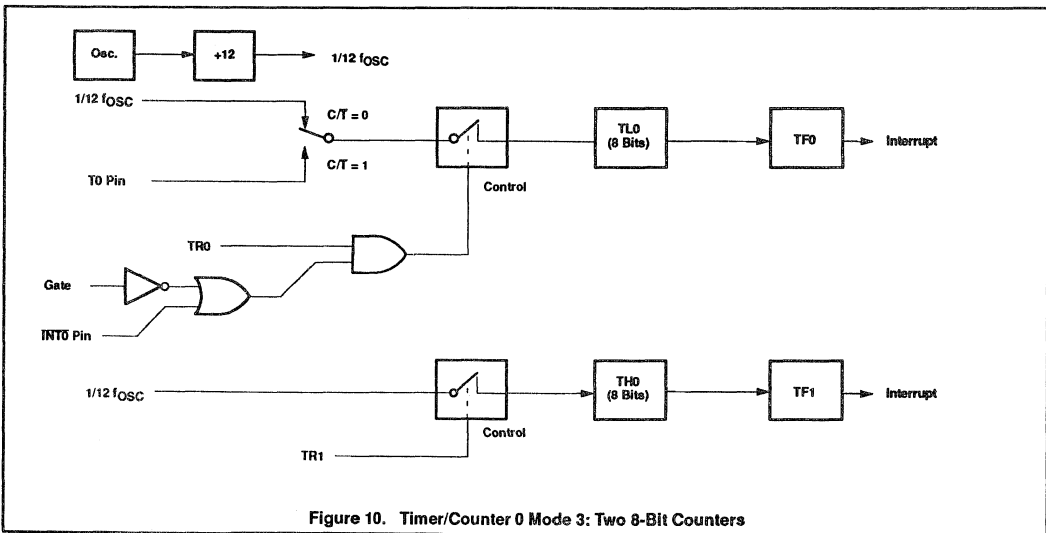 Osc.
+12
1/12 fOSC
1/12 fOSC
C/T = 0
C/T = 1
T0 Pin
Control
TL0
(8 Bits)
TF0
Interrupt
TR0
Gate
INT0 Pin
1/12 fOSC
Control
TR1
TH0
(8 Bits)
TF1
Interrupt
Figure 10. Timer/Counter 0 Mode 3: Two 8-Bit Counters